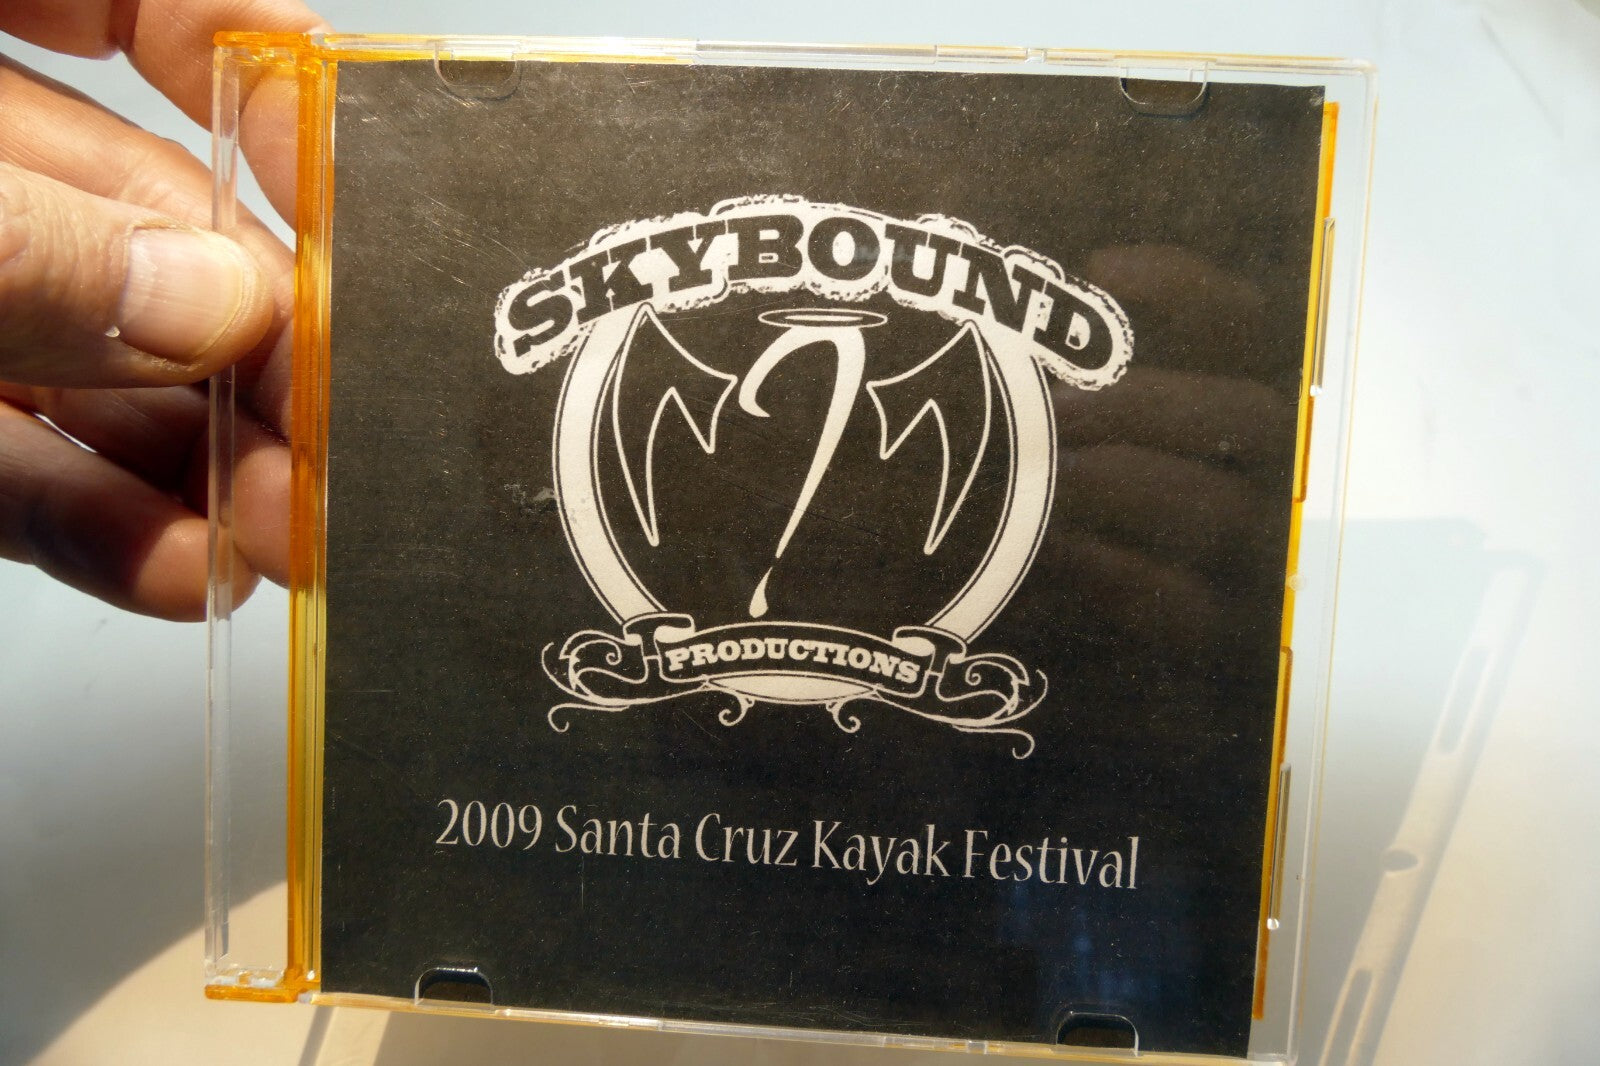 SKYBOUND
?
PRODUCTIONS
2009 Santa Cruz Kayak Festival